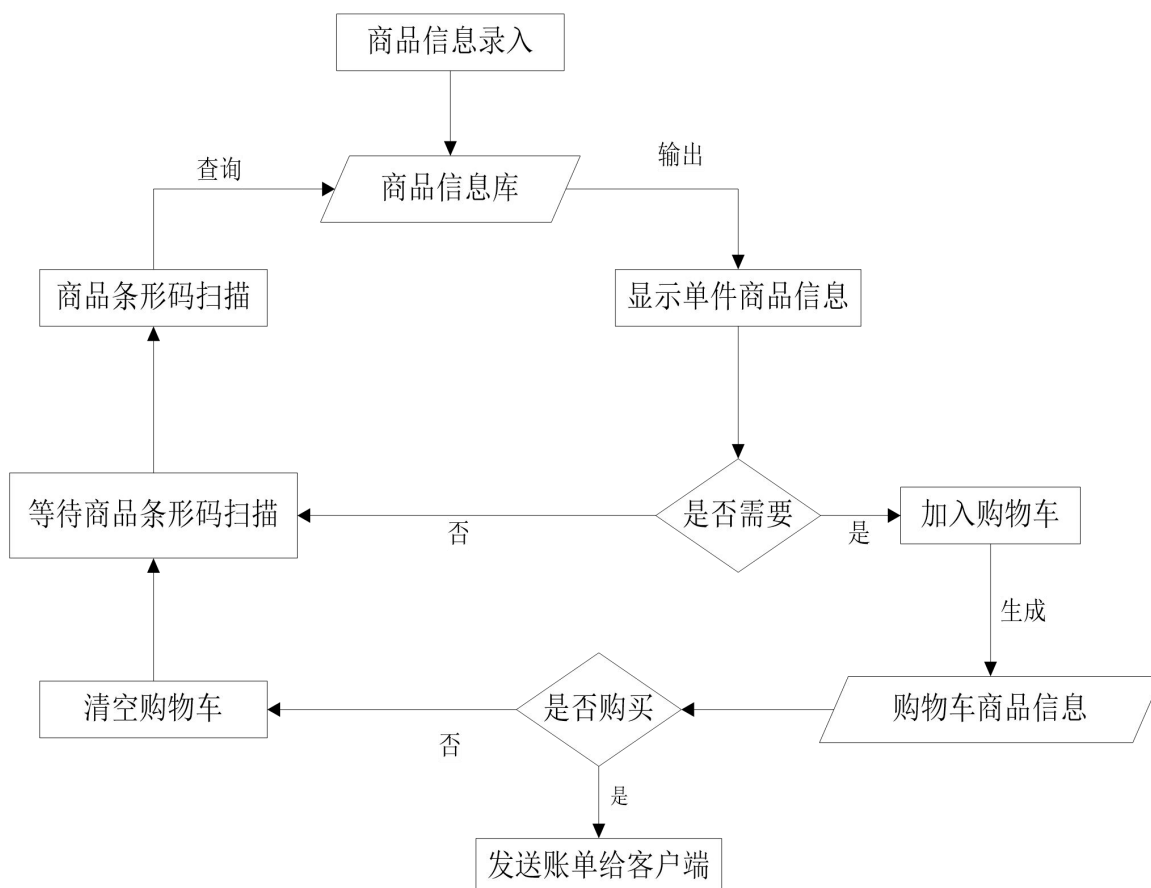 商品信息录入
查询
商品信息库
输出
商品条形码扫描
显示单件商品信息
等待商品条形码扫描
否
是否需要
是
加入购物车
生成
清空购物车
否
是否购买
购物车商品信息
是
发送账单给客户端